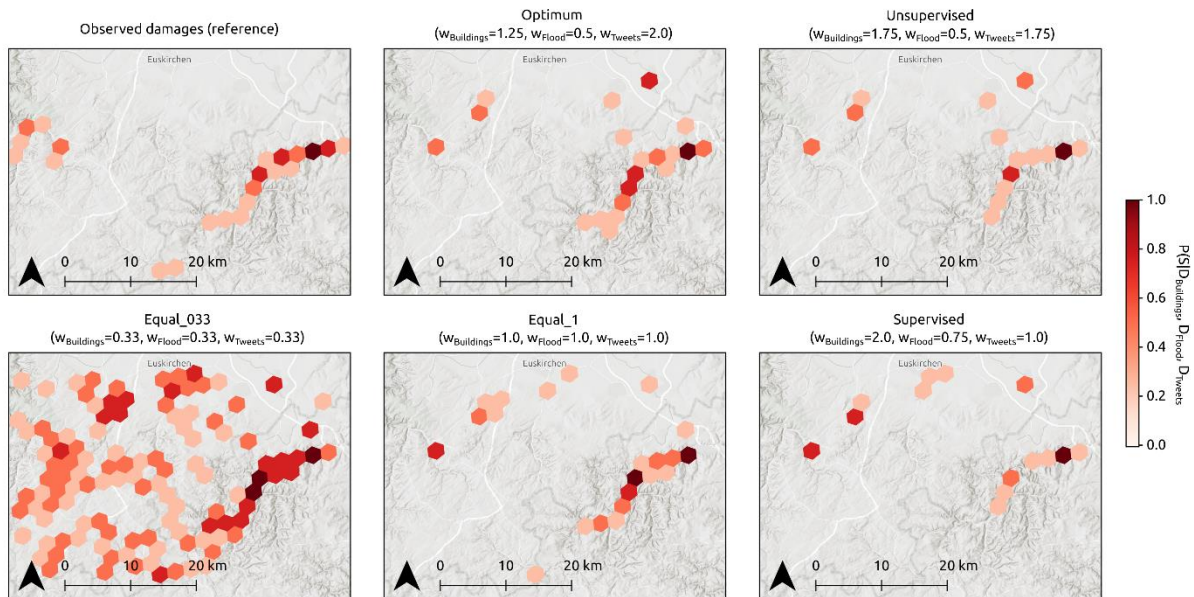 Observed damages (reference)
Optimum
(wBuildings=1.25, wFlood=0.5, wTweets=2.0)
Unsupervised
(wBuildings=1.75, wFlood=0.5, wTweets=1.75)
Euskirchen
Euskirchen
Euskirchen
0 10 20 km
0 10 20 km
0 10 20 km
Equal_033
(wBuildings=0.33, wFlood=0.33, wTweets=0.33)
Equal_1
(wBuildings=1.0, wFlood=1.0, wTweets=1.0)
Supervised
(wBuildings=2.0, wFlood=0.75, wTweets=1.0)
Euskirchen
Euskirchen
Euskirchen
0 10 20 km
0 10 20 km
0 10 20 km
1.0
0.8
0.6
0.4
0.2
0.0
P(S|DBuildings, DFlood, DTweets